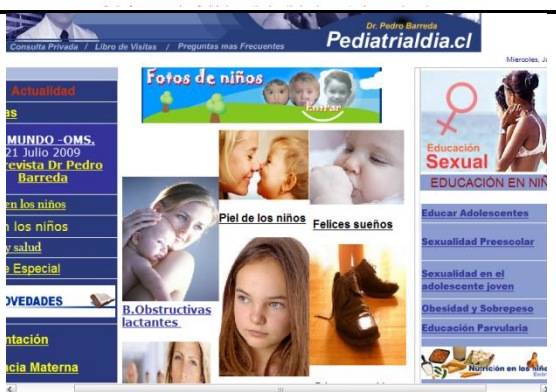 Dr. Pedro Barreda
Pediatrialdia.cl
Consulta Privada / Libro de Visitas / Preguntas mas Frecuentes
Miercoles,
Actualidad
as
MUNDO -OMS.
21 Julio 2009
revista Dr Pedro
Barreda
en los niños
n los niños
y salud
e Especial
OVEDADES
ntación
ncia Materna
Fotos de niños
Entrar
Piel de los niños
Felices sueños
B.Obstructivas
lactantes
Educación
Sexual
EDUCACIÓN EN NIÑ
Educar Adolescentes
Sexualidad Preescolar
Sexualidad en el
adolescente joven
Obesidad y Sobrepeso
Educación Parvularia
Nutrición en los niños